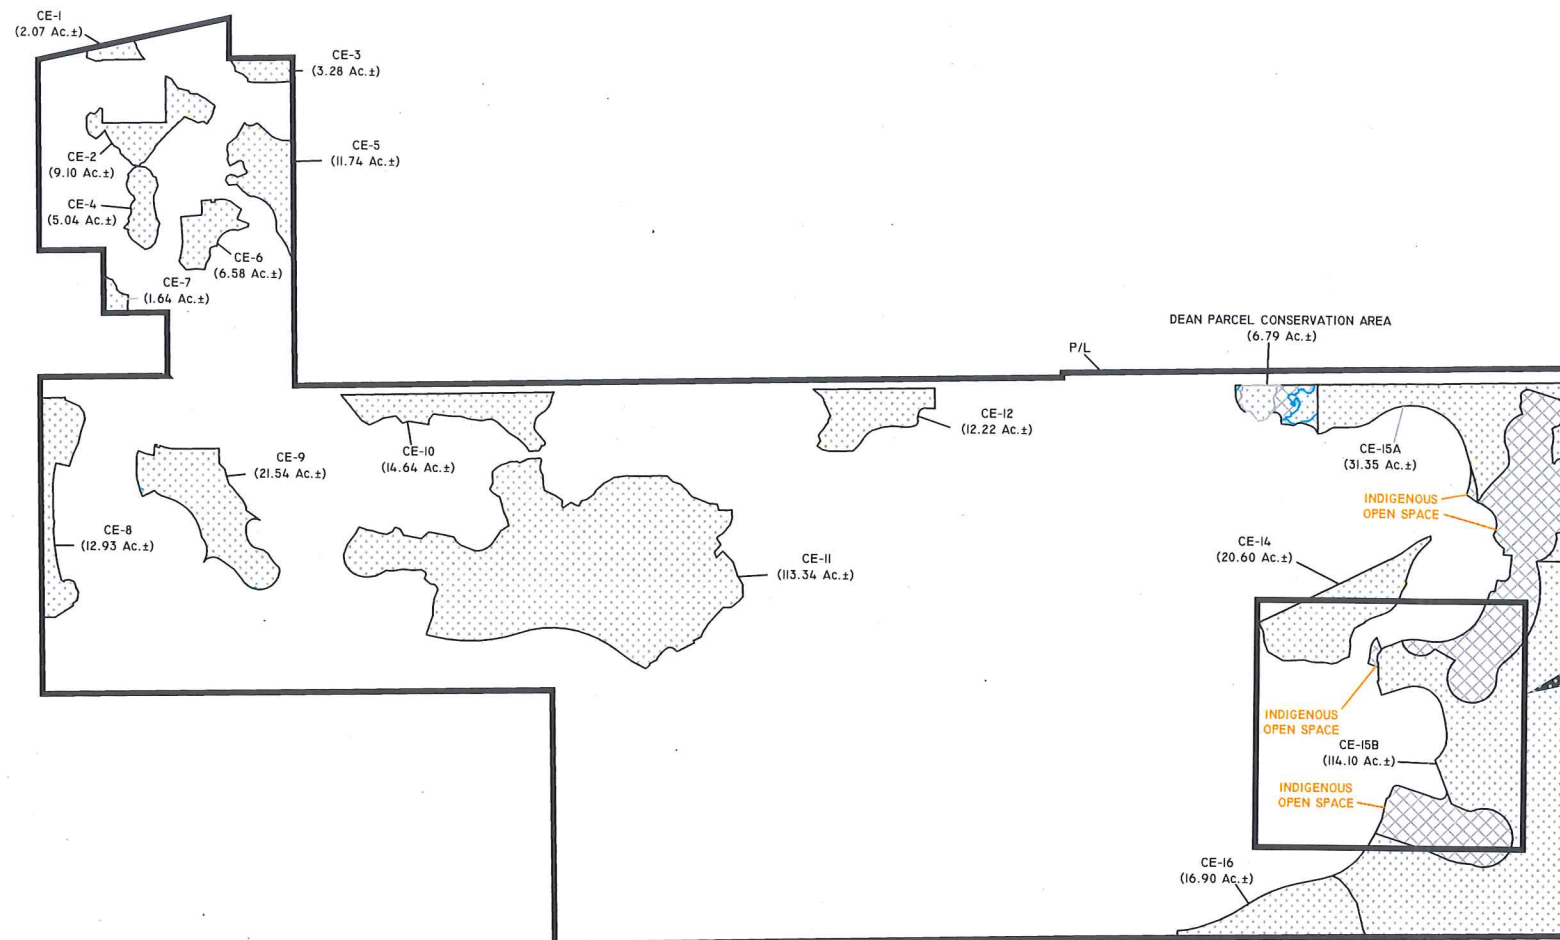 CE-1
(2.07 Ac.±)
CE-3
(3.28 Ac.±)
CE-2
(9.10 Ac.±)
CE-5
(11.74 Ac.±)
CE-4
(5.04 Ac.±)
CE-6
(6.58 Ac.±)
CE-7
(1.64 Ac.±)
DEAN PARCEL CONSERVATION AREA
(6.79 Ac.±)
P/L
CE-12
(12.22 Ac.±)
CE-10
(14.64 Ac.±)
CE-9
(21.54 Ac.±)
CE-15A
(31.35 Ac.±)
INDIGENOUS
OPEN SPACE
CE-8
(12.93 Ac.±)
CE-14
(20.60 Ac.±)
CE-11
(113.34 Ac.±)
INDIGENOUS
OPEN SPACE
CE-15B
(114.10 Ac.±)
INDIGENOUS
OPEN SPACE
CE-16
(16.90 Ac.±)